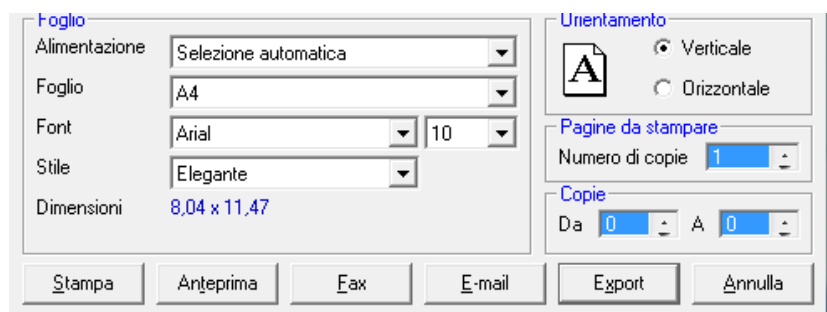 Foglio
Alimentazione Selezione automatica
Foglio A4
Font Arial 10
Stile Elegante
Dimensioni 8,04 x 11,47
Orientamento
A
Verticale
Orizzontale
Pagine da stampare
Numero di copie 1
Copie
Da 0 A 0
Stampa Anteprima Fax E-mail Export Annulla